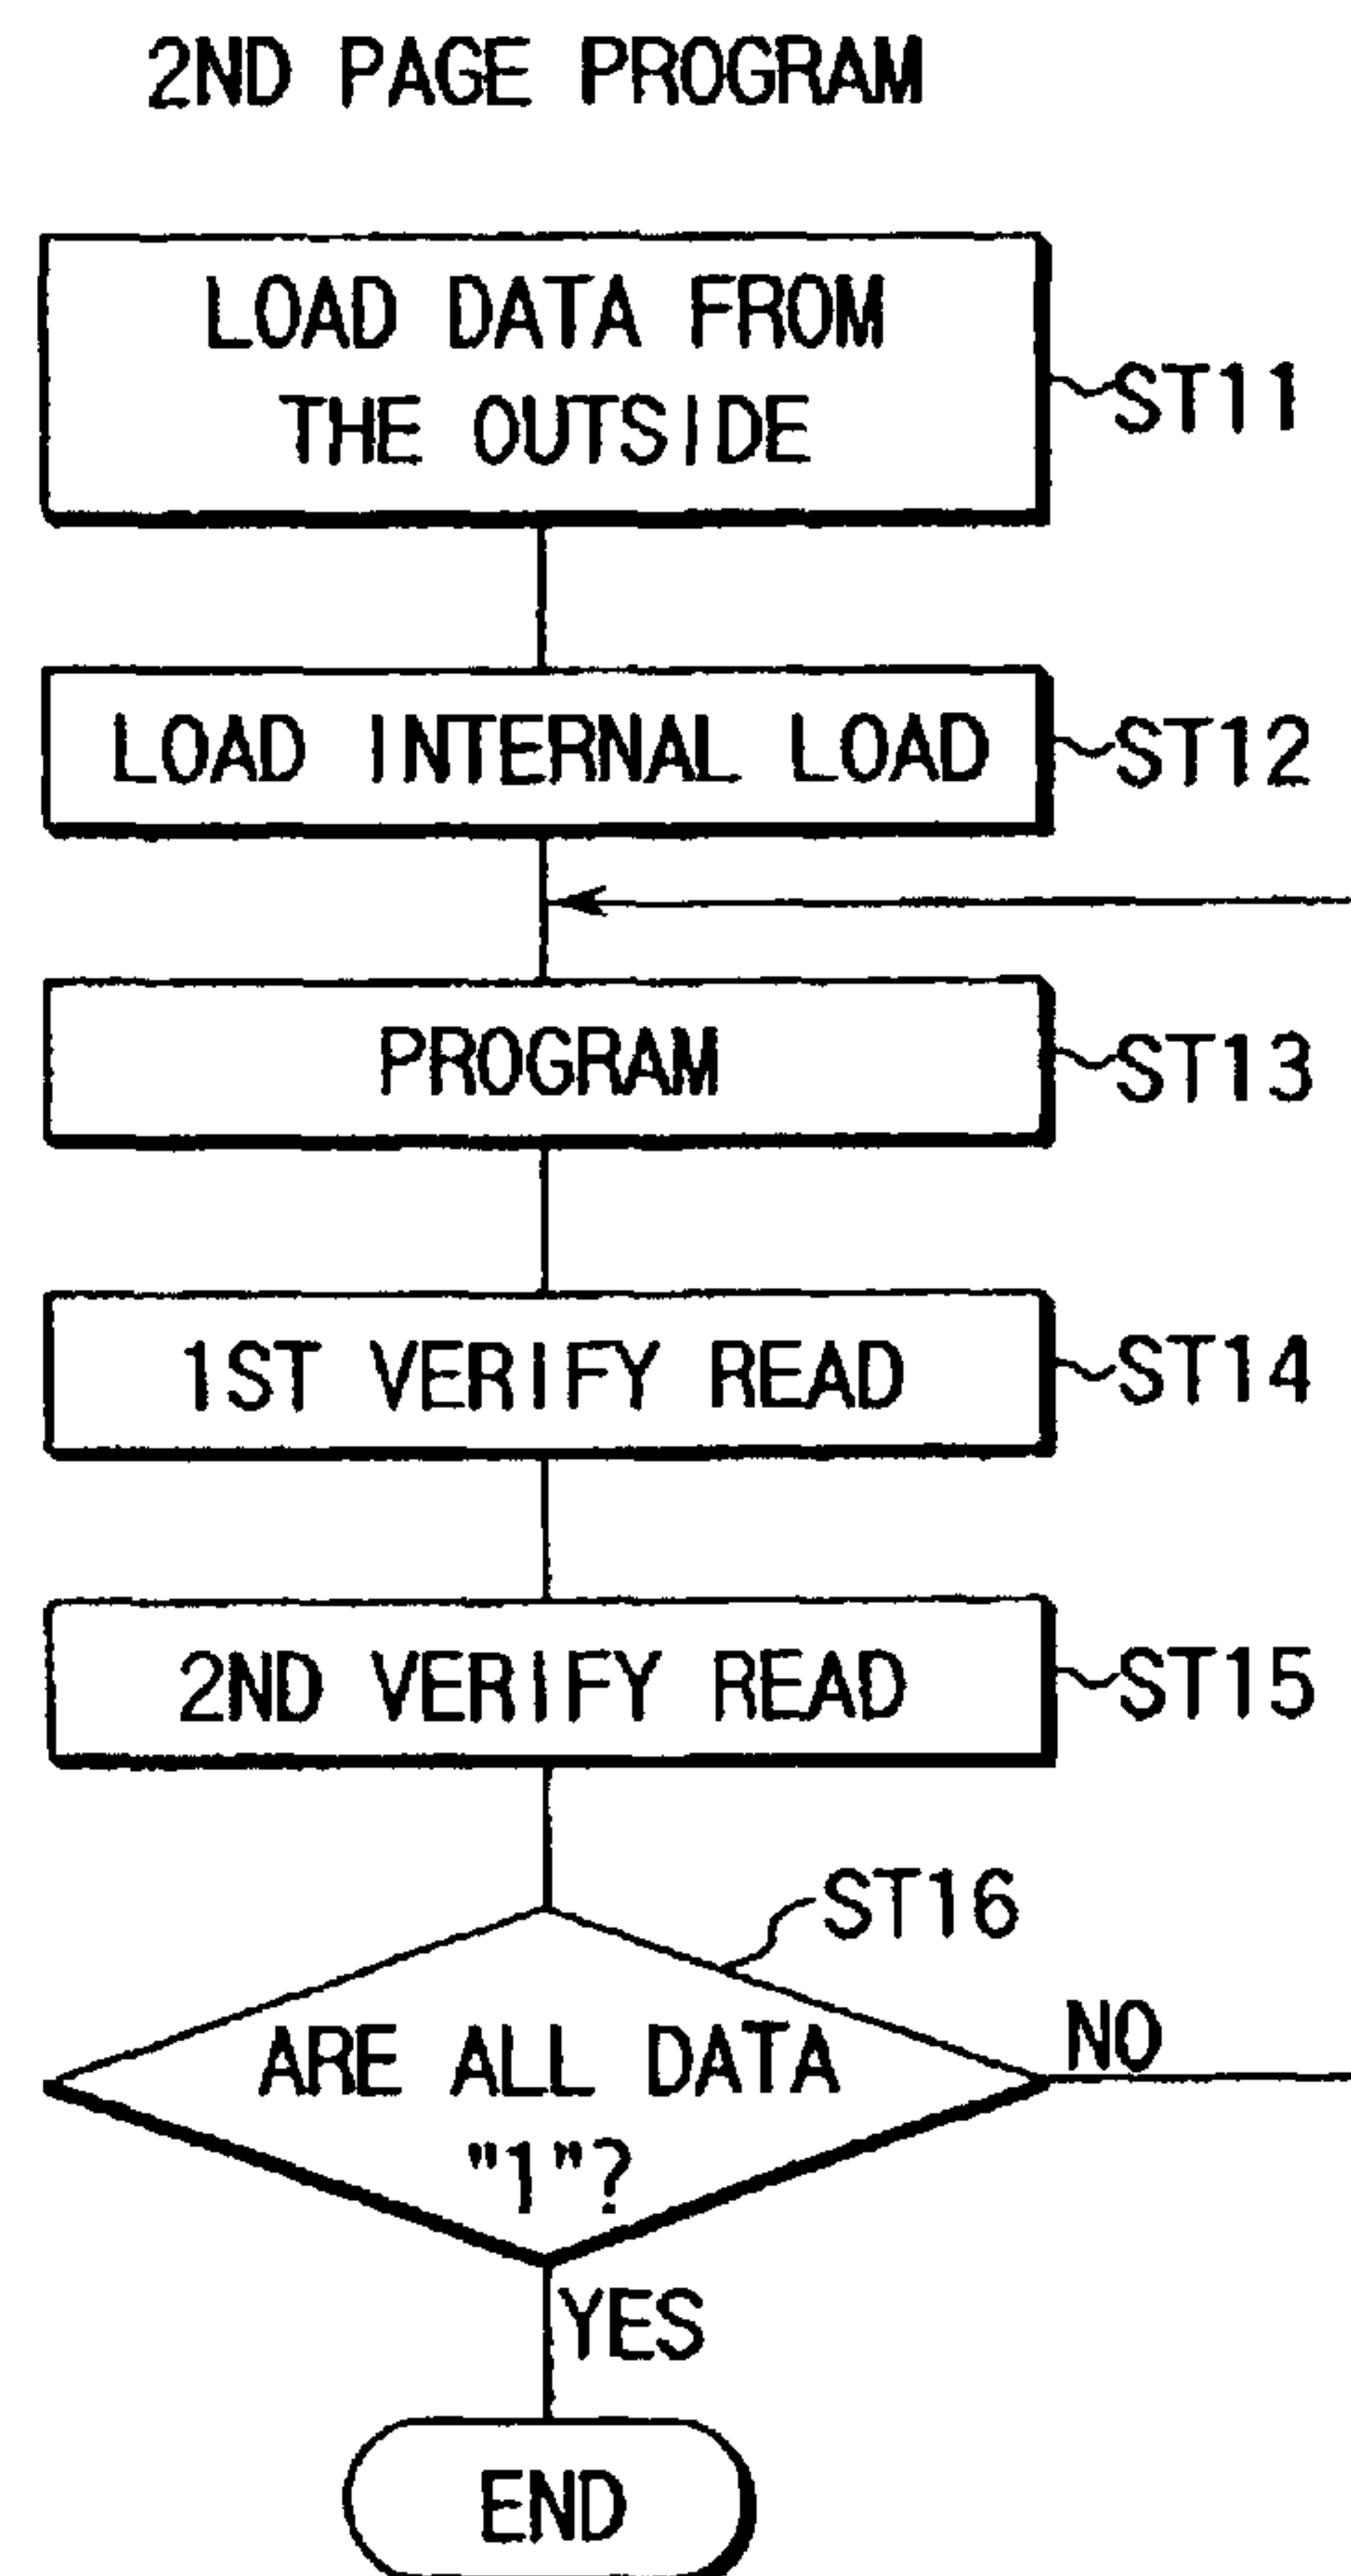 2ND PAGE PROGRAM
LOAD DATA FROM
THE OUTSIDE
ST11
LOAD INTERNAL LOAD
ST12
PROGRAM
ST13
1ST VERIFY READ
ST14
2ND VERIFY READ
ST15
ST16
ARE ALL DATA
"1"?
NO
YES
END